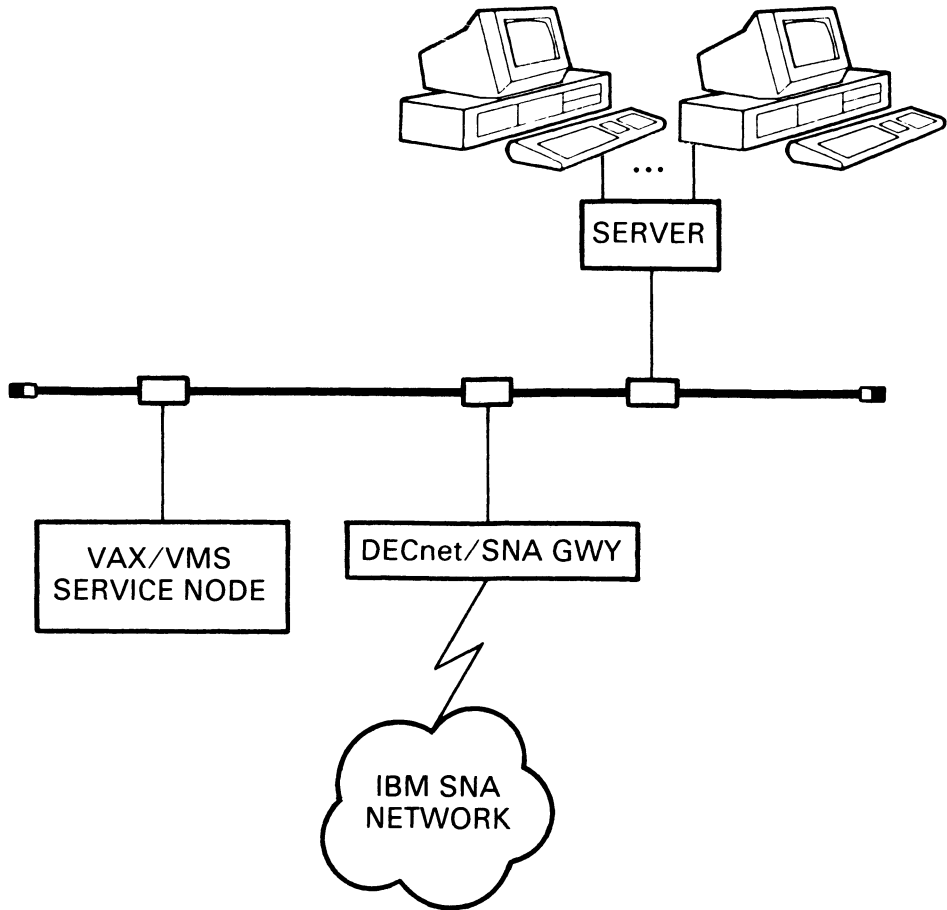 ...
SERVER
VAX/VMS
SERVICE NODE
DECnet/SNA GWY
IBM SNA
NETWORK